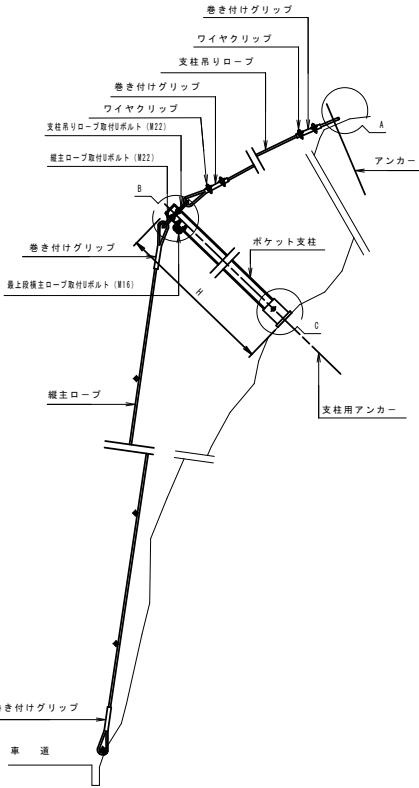 巻き付けグリップ
ワイヤクリップ
支柱吊りロープ
巻き付けグリップ
ワイヤクリップ
支柱吊りロープ取付Uボルト (M22)
縦主ロープ取付Uボルト (M22)
A
アンカー
B
巻き付けグリップ
ポケット支柱
最上段横主ロープ取付Uボルト (M16)
H
C
縦主ロープ
支柱用アンカー
き付けグリップ
車 道